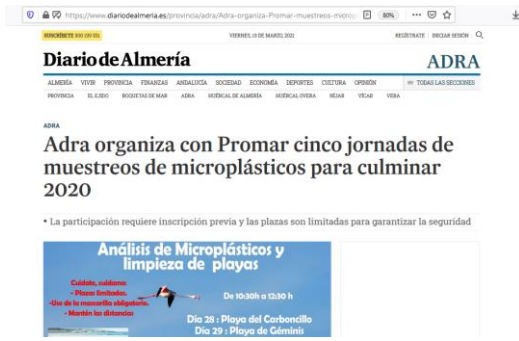 https://www.diariodealmeria.es/provincia/adra/Adra-organiza-Promar-muestreos-microp
80%
SUSCRÍBETE
VIERNES, 19 DE MARZO, 2021
REGÍSTRATE INICIAR SESIÓN
Diario de Almería
ADRA
ALMERÍA VIVIR PROVINCIA FINANZAS ANDALUCÍA SOCIEDAD ECONOMÍA DEPORTES CULTURA OPINIÓN
TODAS LAS SECCIONES
PROVINCIA EL EJIDO ROQUETAS DE MAR ADRA HUÉRCAL DE ALMERÍA HUÉRCAL OVERA NÍJAR VÍCAR VERA
ADRA
Adra organiza con Promar cinco jornadas de
muestreos de microplásticos para culminar
2020
• La participación requiere inscripción previa y las plazas son limitadas para garantizar la seguridad
Análisis de Microplásticos y
limpieza de playas
Cuidate, cuidame:
- Plazas limitadas.
-Uso de la mascarilla obligatorio.
- Mantén las distancias
De 10:30h a 12:30 h
Día 28 : Playa del Carboncillo
Día 29 : Playa de Géminis